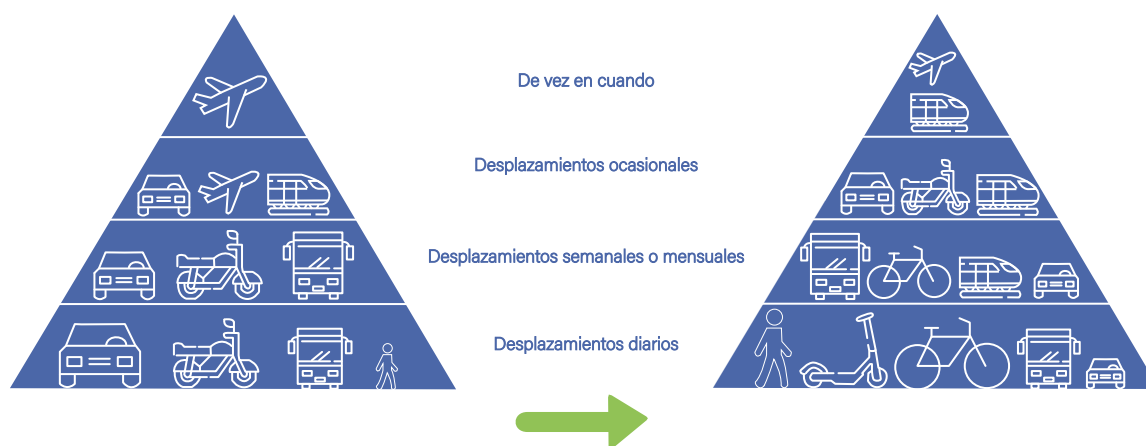 De vez en cuando
Desplazamientos ocasionales
Desplazamientos semanales o mensuales
Desplazamientos diarios